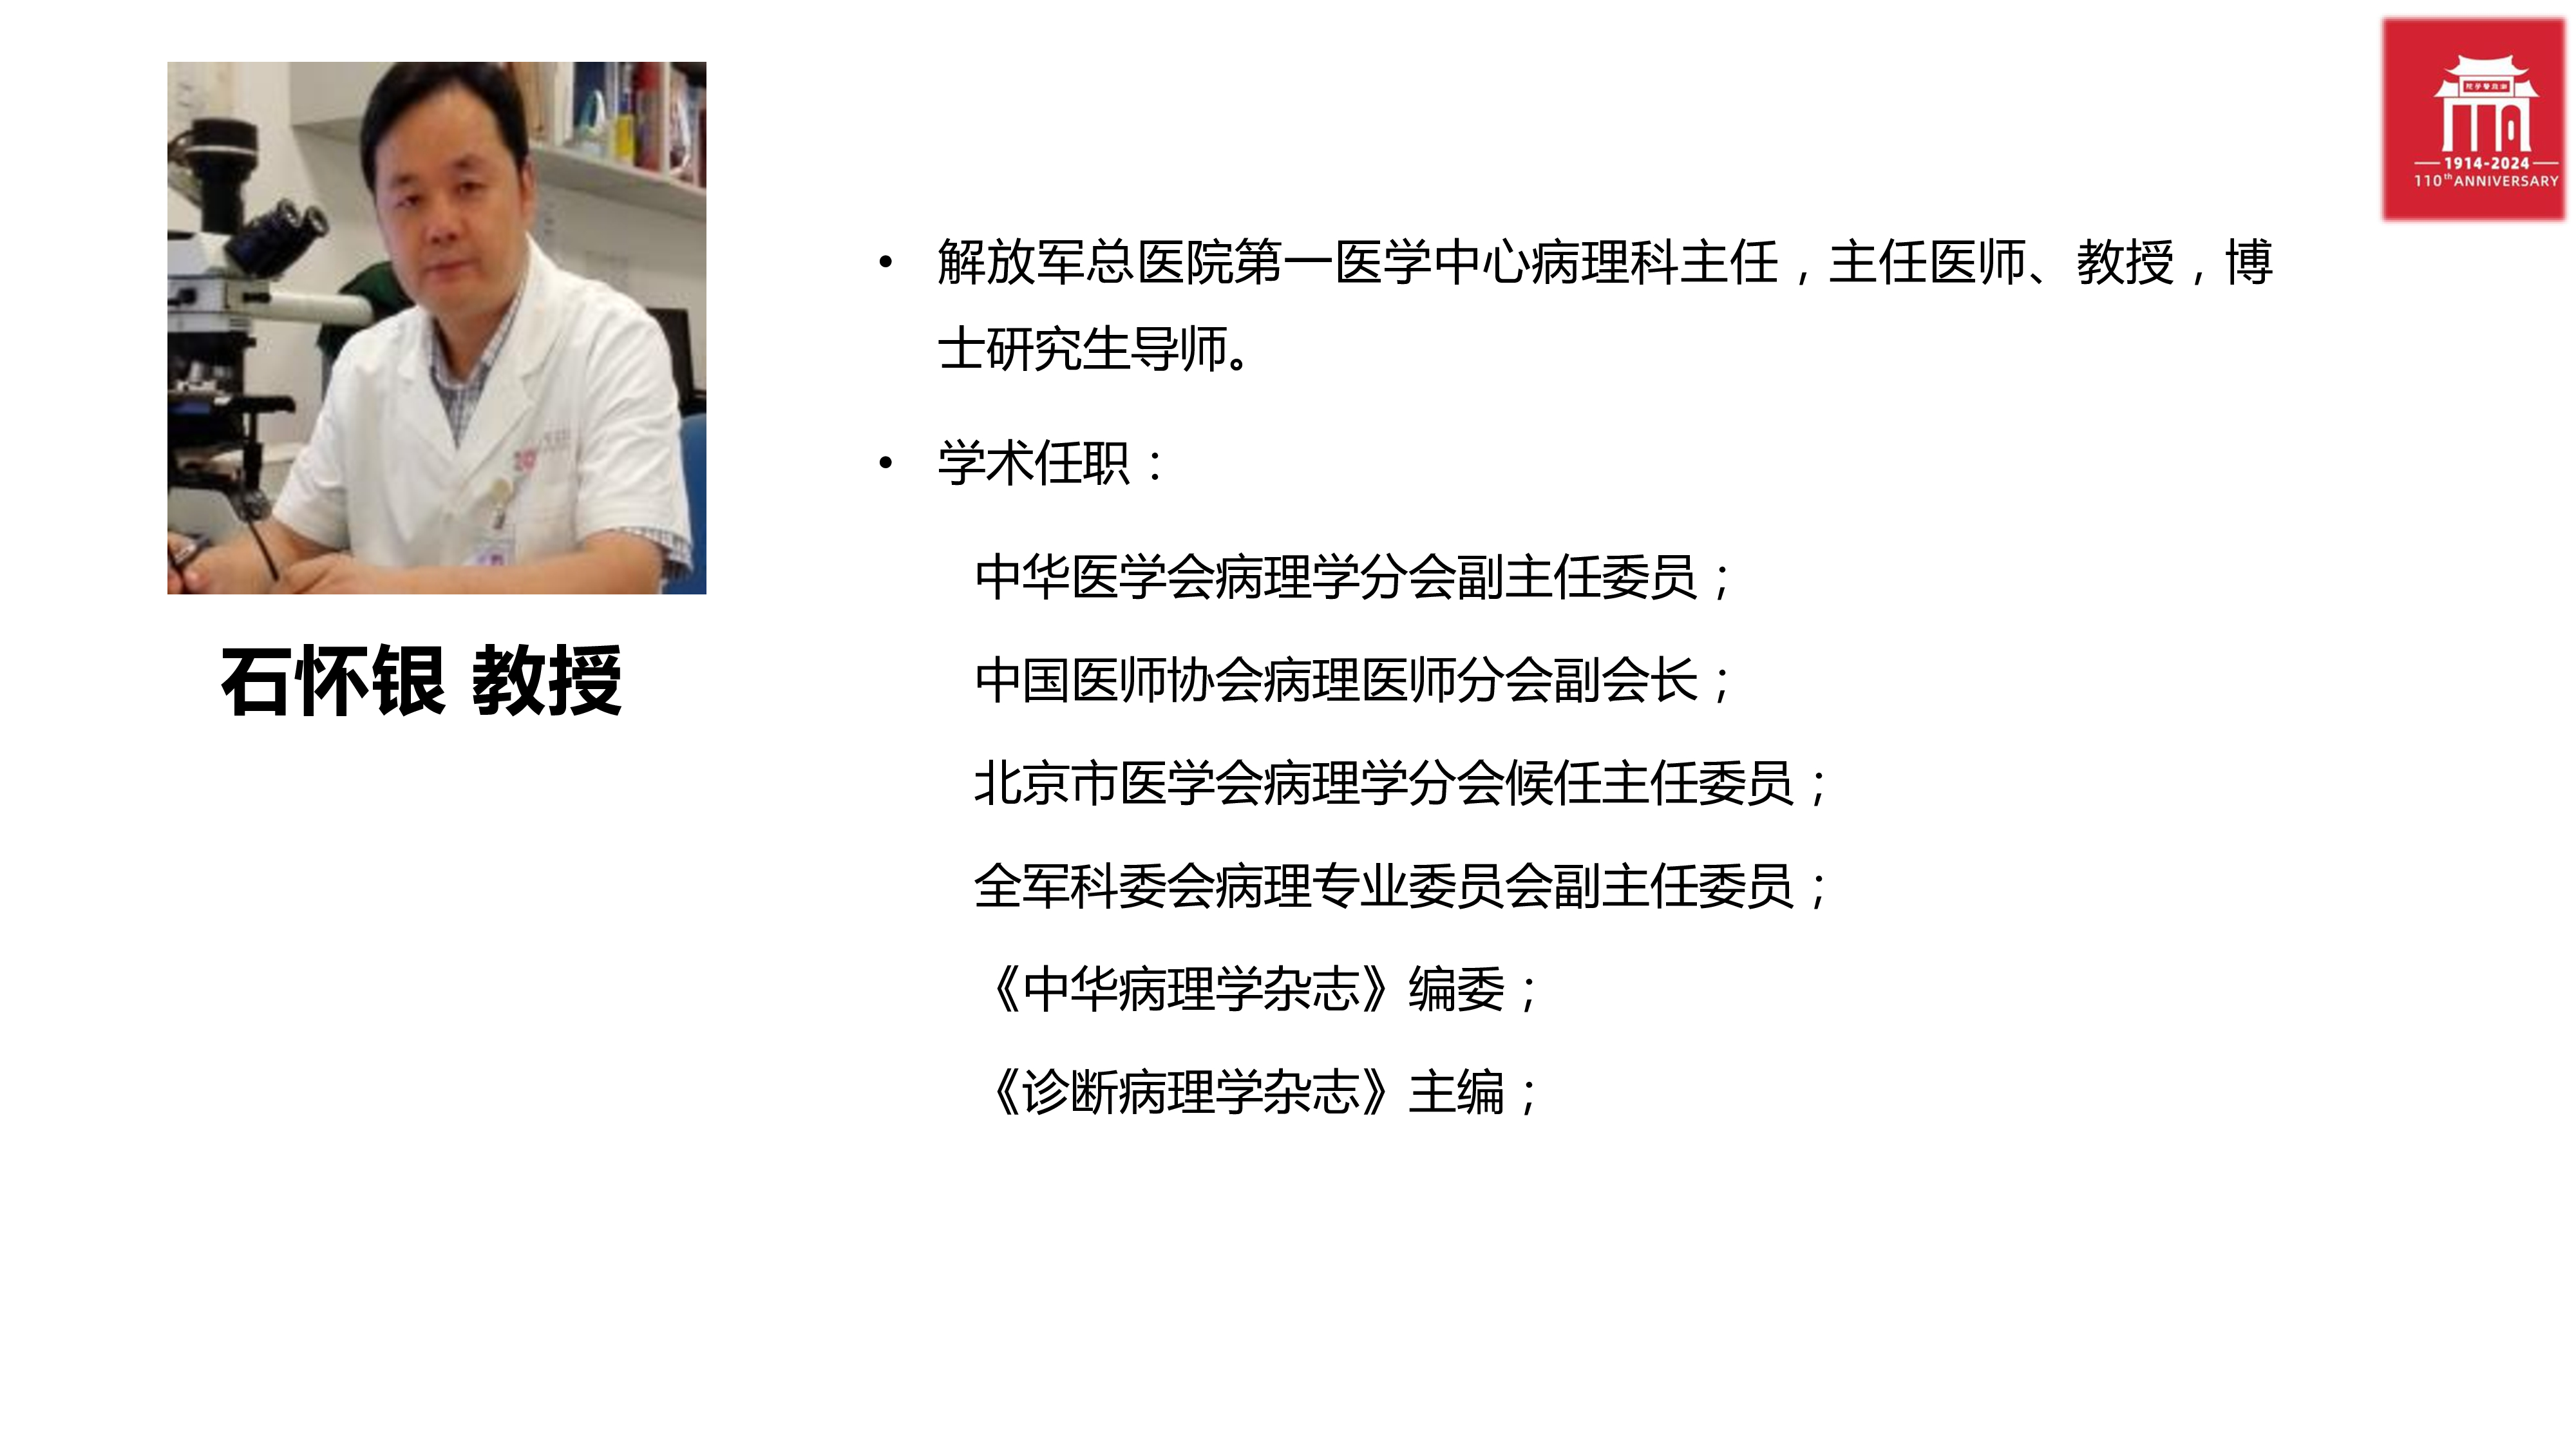 1914-2024
110th ANNIVERSARY
解放军总医院第一医学中心病理科主任，主任医师、教授，博
士研究生导师。
学术任职：
中华医学会病理学分会副主任委员；
中国医师协会病理医师分会副会长；
北京市医学会病理学分会候任主任委员；
全军科委会病理专业委员会副主任委员；
《中华病理学杂志》编委；
《诊断病理学杂志》主编；
石怀银 教授